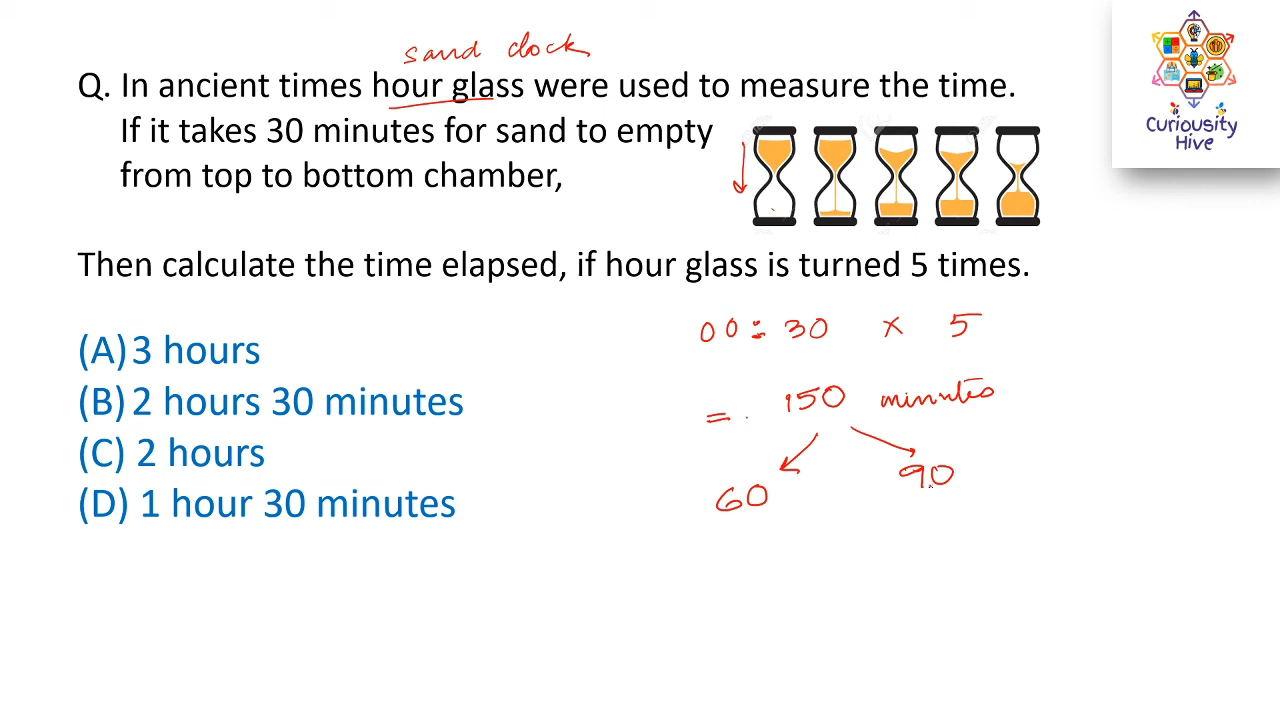 sand clock
Q. In ancient times hour glass were used to measure the time.
If it takes 30 minutes for sand to empty
from top to bottom chamber,
Curiousity
Hive
Then calculate the time elapsed, if hour glass is turned 5 times.
(A) 3 hours
(B) 2 hours 30 minutes
(C) 2 hours
(D) 1 hour 30 minutes
00:30 × 5
= 150 minutes
60 90